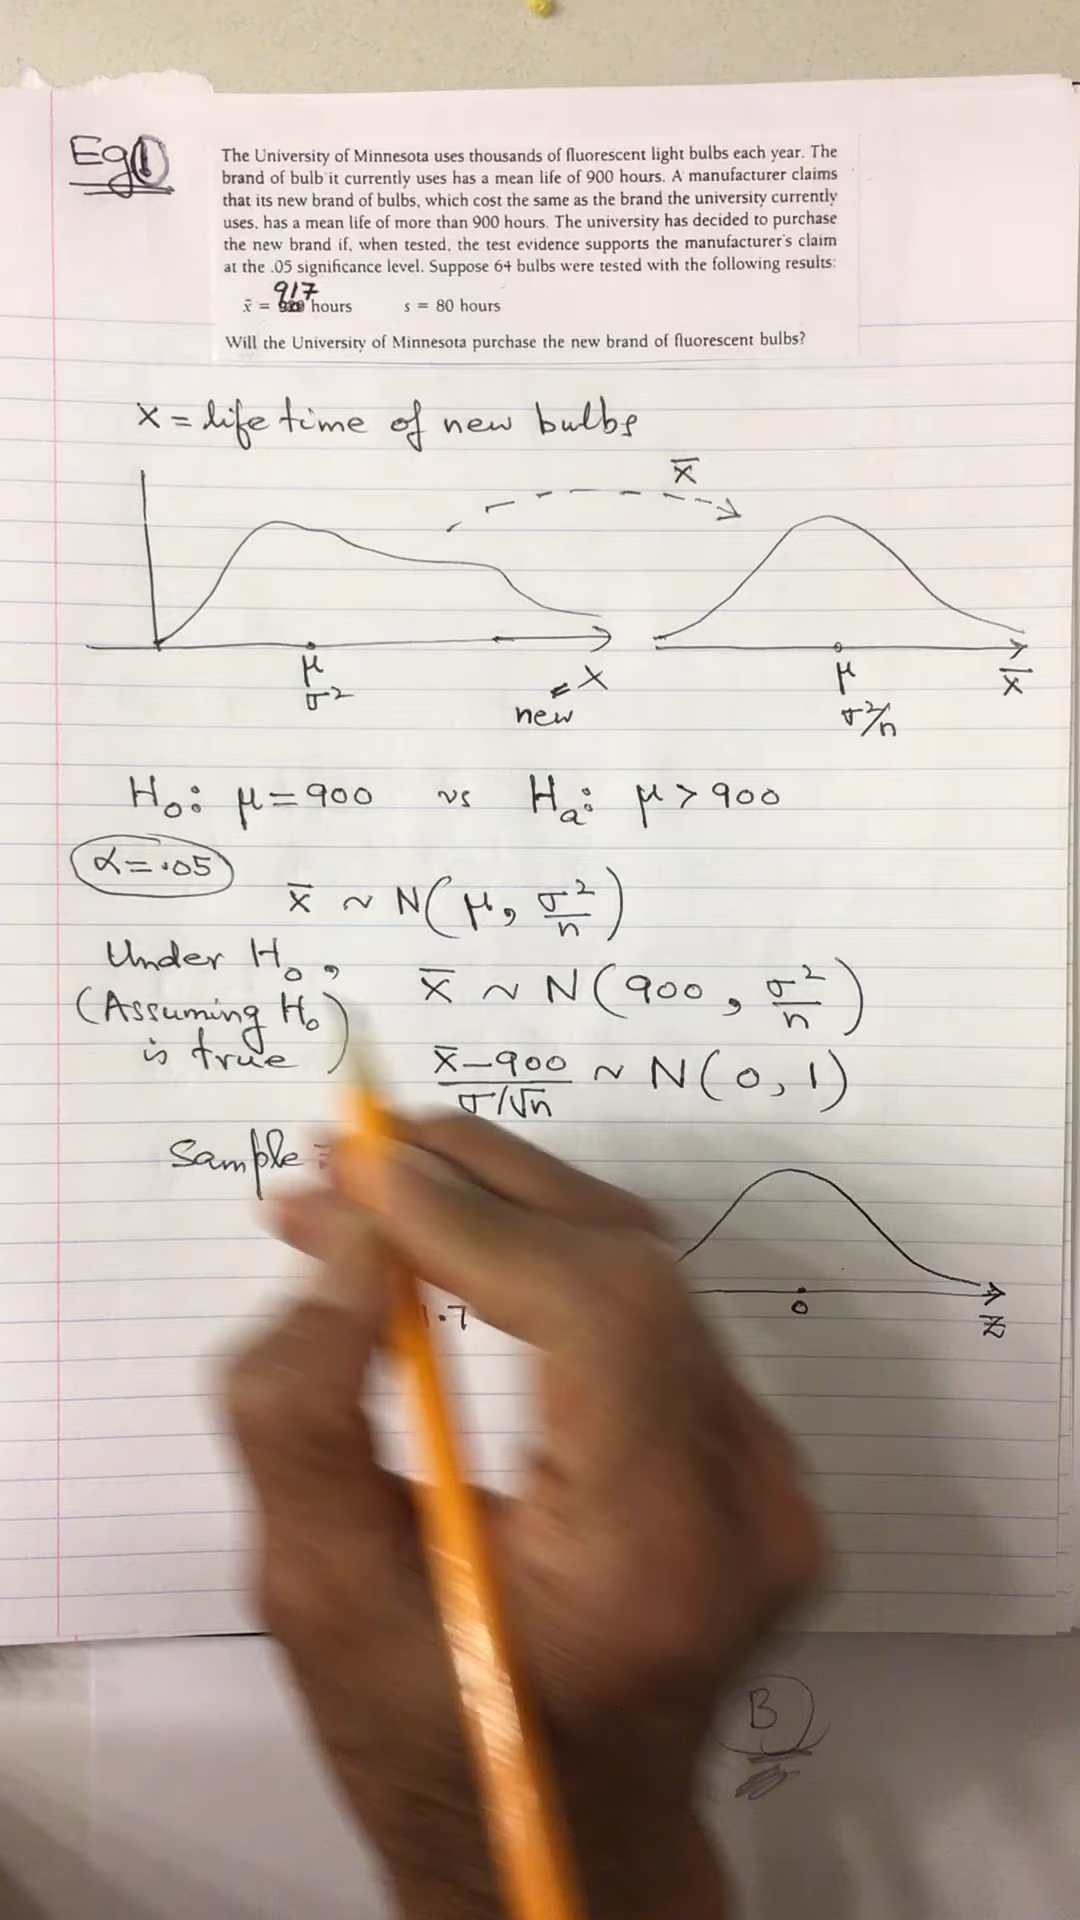 Eg①
The University of Minnesota uses thousands of fluorescent light bulbs each year. The
brand of bulb it currently uses has a mean life of 900 hours. A manufacturer claims
that its new brand of bulbs, which cost the same as the brand the university currently
uses, has a mean life of more than 900 hours. The university has decided to purchase
the new brand if, when tested, the test evidence supports the manufacturer's claim
at the .05 significance level. Suppose 64 bulbs were tested with the following results:
917
x̄ = hours s = 80 hours
Will the University of Minnesota purchase the new brand of fluorescent bulbs?
X = life time of new bulbs
x̄
μ
σ²
X
new
μ
σ²/n
x̄
H₀: μ = 900 vs Hₐ: μ > 900
α = .05
x̄ ~ N(μ, σ²/n)
Under H₀, x̄ ~ N(900, σ²/n)
(Assuming H₀ is true)
x̄-900 / σ/√n ~ N(0, 1)
Sample
1.7
0
Z
B